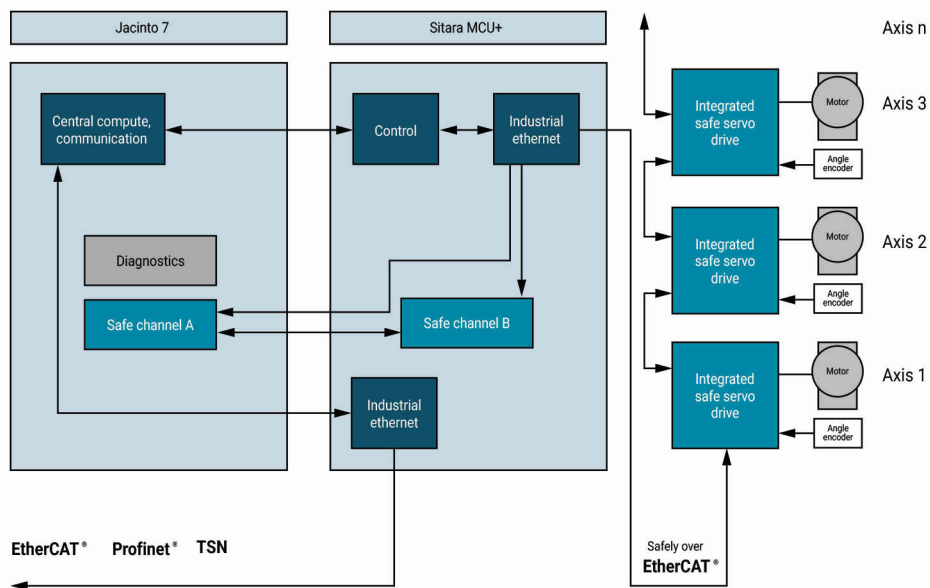 Jacinto 7
Sitara MCU+
Axis n
Central compute,
communication
Control
Industrial
ethernet
Integrated
safe servo
drive
Motor
Axis 3
Angle
encoder
Diagnostics
Integrated
safe servo
drive
Motor
Axis 2
Angle
encoder
Safe channel A
Safe channel B
Industrial
ethernet
Integrated
safe servo
drive
Motor
Axis 1
Angle
encoder
EtherCAT® Profinet® TSN
Safely over
EtherCAT®